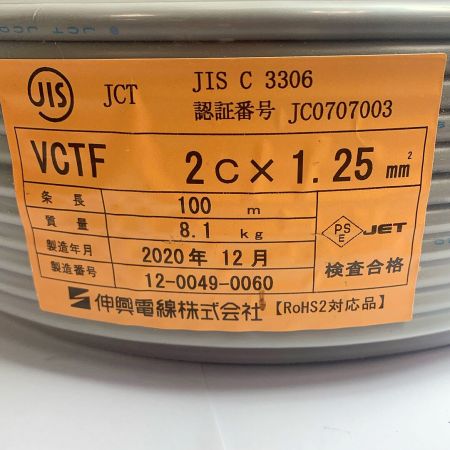 JIS JCT JIS C 3306
認証番号 JC0707003
VCTF 2C×1.25 mm²
条長 100 m
質量 8.1 kg
製造年月 2020年12月
製造番号 12-0049-0060
PS E JET
検査合格
伸興電線株式会社 【RoHS2対応品】